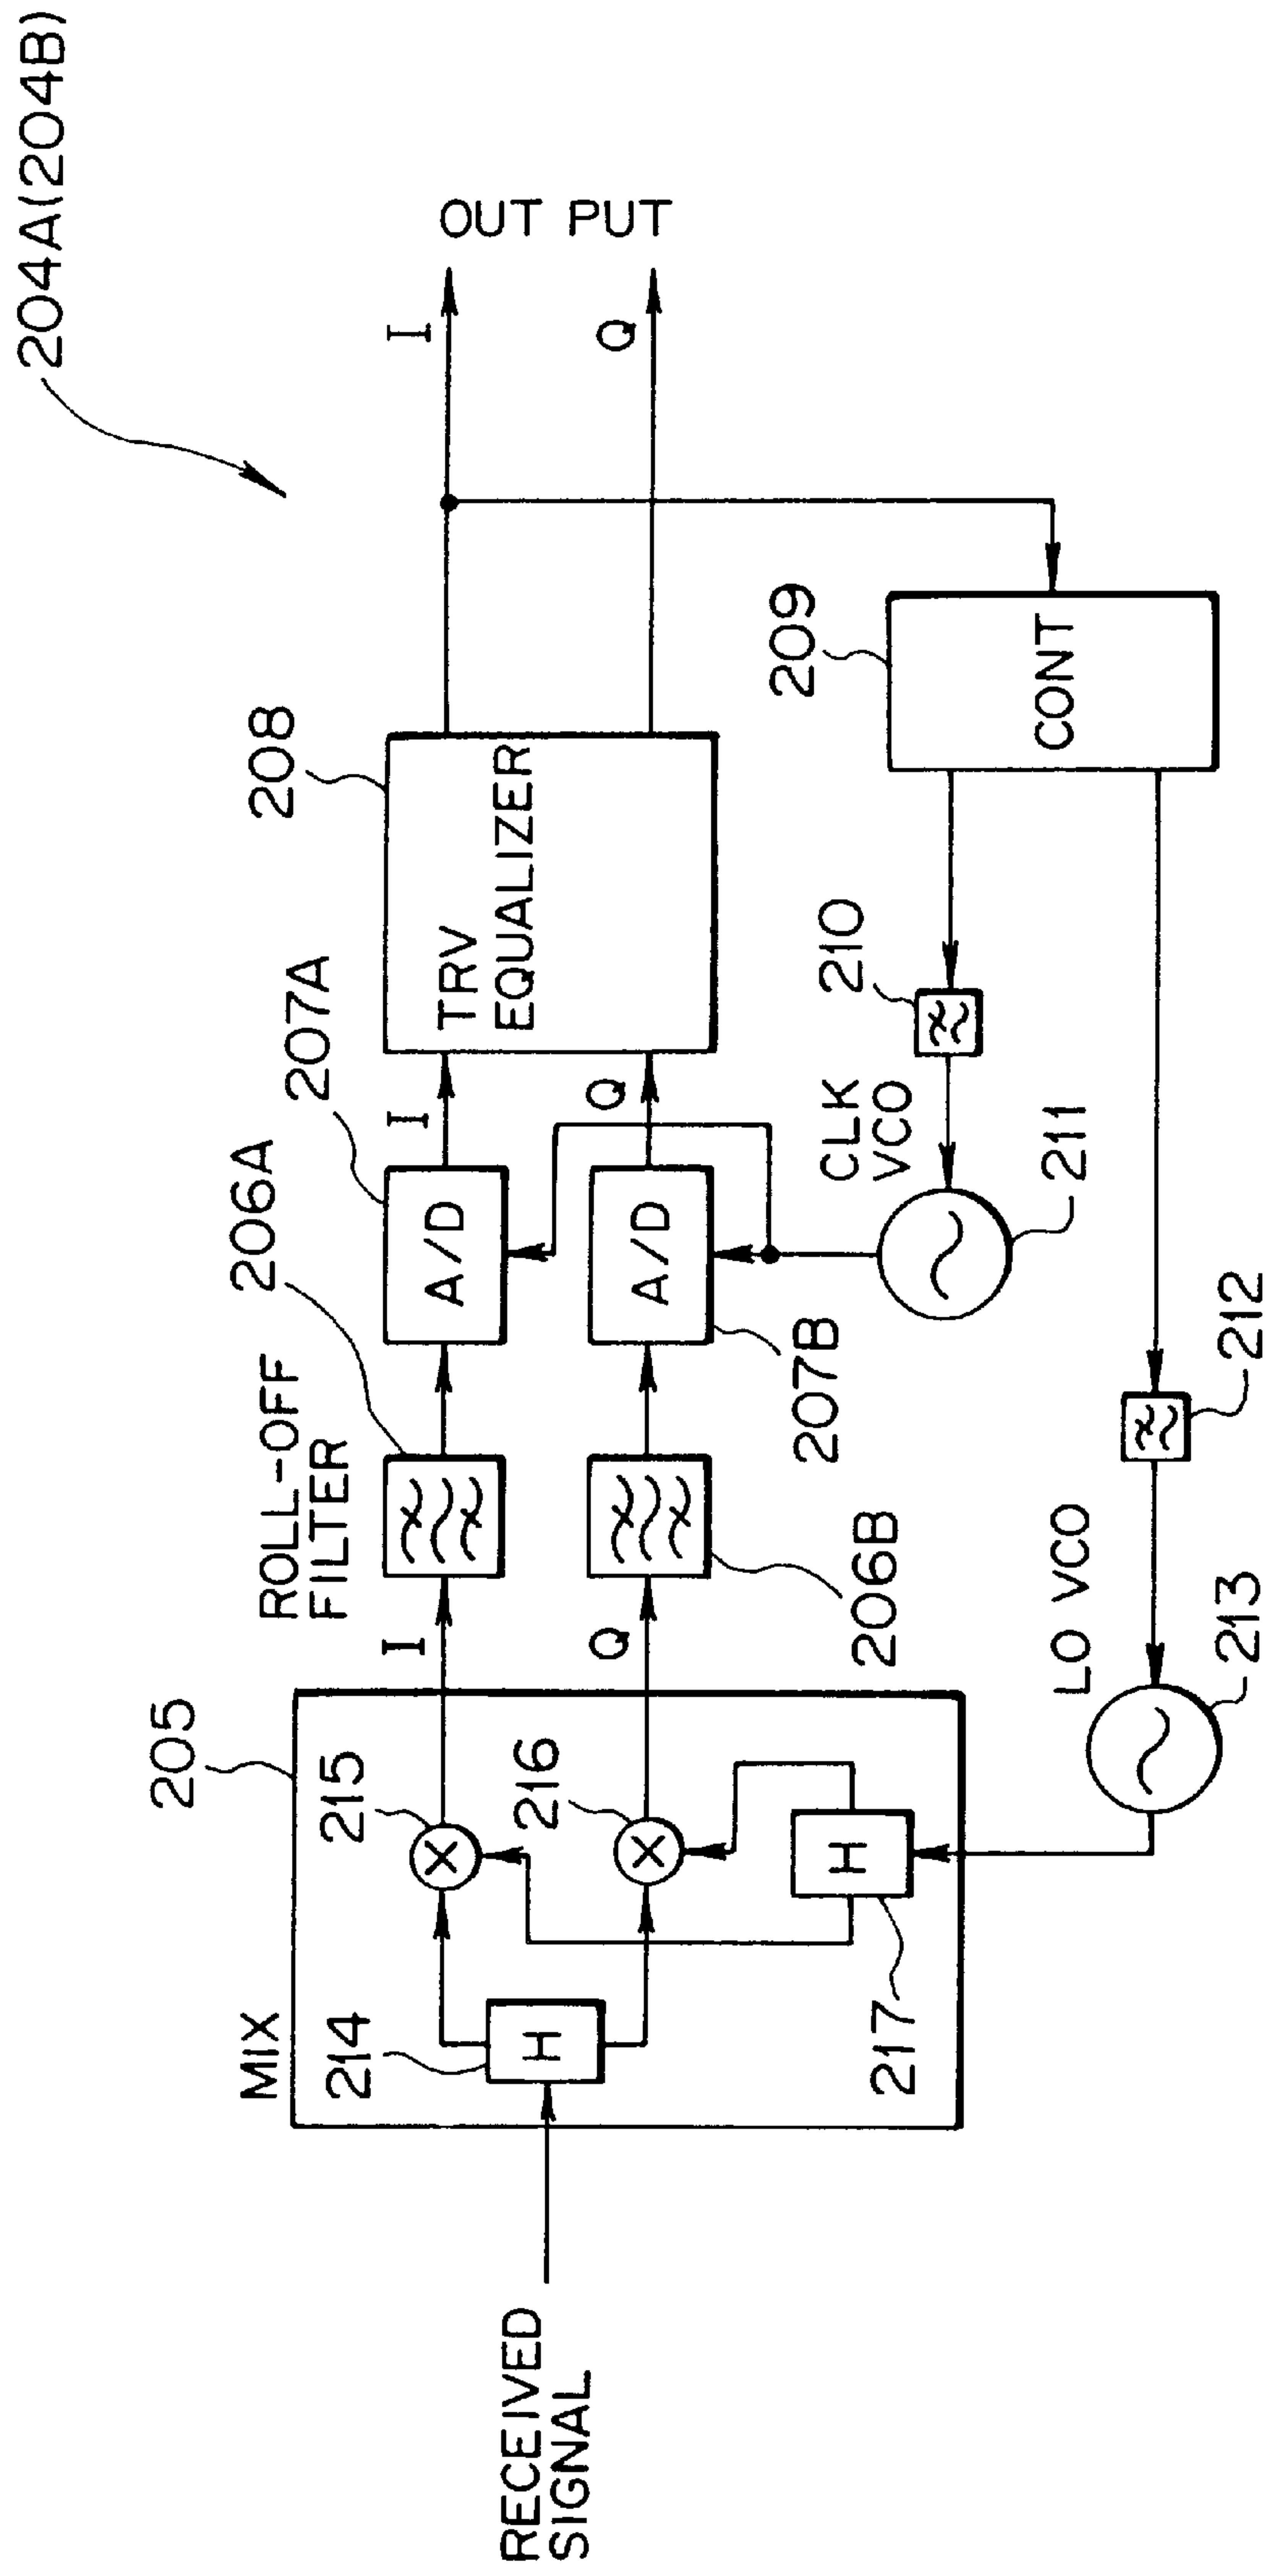 204A(204B)
205
MIX
214
H
215
216
217
H
RECEIVED
SIGNAL
I
Q
ROLL-OFF
FILTER
206A
206B
207A
A/D
207B
A/D
I
Q
208
TRV
EQUALIZER
I
Q
OUT PUT
209
CONT
210
CLK
VCO
211
212
LO VCO
213